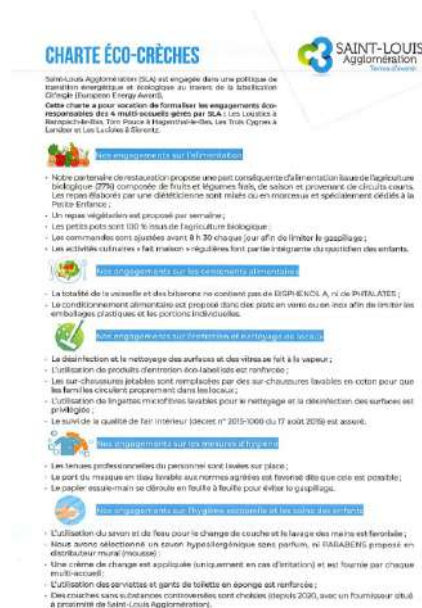 CHARTE ÉCO-CRÈCHES
SAINT-LOUIS
Agglomération
Terres d'avenir
Saint-Louis Agglomération (SLA) est engagée dans une politique de
transition énergétique et écologique au travers de la labellisation
Cit'ergie (European Energy Award).
Cette charte a pour vocation de formaliser les engagements éco-
responsables des 4 multi-accueils gérés par SLA : Les Loustics à
Ranspach-le-Bas, Tom Pouce à Hagenthal-le-Bas, Les Trois Cygnes à
Landser et Les Lucioles à Sierentz.
Nos engagements sur l'alimentation
- Notre partenaire de restauration propose une part conséquente d'alimentation issue de l'agriculture
biologique (27%) composée de fruits et légumes frais, de saison et provenant de circuits courts.
Les repas élaborés par une diététicienne sont mixés ou en morceaux et spécialement dédiés à la
Petite Enfance ;
- Un repas végétarien est proposé par semaine ;
- Les petits pots sont 100 % issus de l'agriculture biologique ;
- Les commandes sont ajustées avant 8 h 30 chaque jour afin de limiter le gaspillage ;
- Les activités culinaires « fait maison » régulières font partie intégrante du quotidien des enfants.
Nos engagements sur les contenants alimentaires
- La totalité de la vaisselle et des biberons ne contient pas de BISPHENOL A, ni de PHTALATES ;
- Le conditionnement alimentaire est proposé dans des plats en verre ou en inox afin de limiter les
emballages plastiques et les portions individuelles.
Nos engagements sur l'entretien et nettoyage de locaux
- La désinfection et le nettoyage des surfaces et des vitres se fait à la vapeur ;
- L'utilisation de produits d'entretien éco-labellisés est renforcée ;
- Les sur-chaussures jetables sont remplacées par des sur-chaussures lavables en coton pour que
les familles circulent proprement dans les locaux ;
- L'utilisation de lingettes microfibres lavables pour le nettoyage et la désinfection des surfaces est
privilégiée ;
- Le suivi de la qualité de l'air intérieur (décret n° 2015-1000 du 17 août 2015) est assuré.
Nos engagements sur les mesures d'hygiène
- Les tenues professionnelles du personnel sont lavées sur place ;
- Le port du masque en tissu lavable aux normes agréées est favorisé dès que cela est possible ;
- Le papier essuie-main se déroule en feuille à feuille pour éviter le gaspillage.
Nos engagements sur l'hygiène corporelle et les soins des enfants
- L'utilisation du savon et de l'eau pour le change de couche et le lavage des mains est favorisée ;
- Nous avons sélectionné un savon hypoallergénique sans parfum, ni PARABENS proposé en
distributeur mural (mousse) ;
- Une crème de change est appliquée (uniquement en cas d'irritation) et est fournie par chaque
multi-accueil ;
- L'utilisation des serviettes et gants de toilette en éponge est renforcée ;
- Des couches sans substances controversées sont choisies (depuis 2020, avec un fournisseur situé
à proximité de Saint-Louis Agglomération).